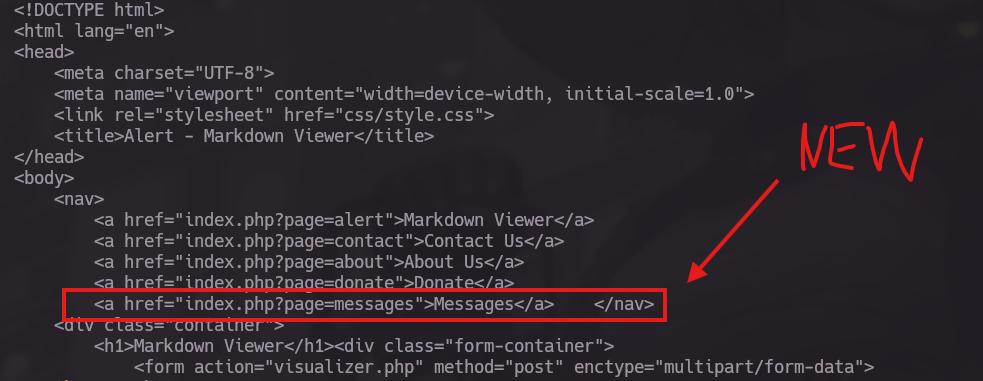 <!DOCTYPE html>
<html lang="en">
<head>
    <meta charset="UTF-8">
    <meta name="viewport" content="width=device-width, initial-scale=1.0">
    <link rel="stylesheet" href="css/style.css">
    <title>Alert - Markdown Viewer</title>
</head>
<body>
    <nav>
        <a href="index.php?page=alert">Markdown Viewer</a>
        <a href="index.php?page=contact">Contact Us</a>
        <a href="index.php?page=about">About Us</a>
        <a href="index.php?page=donate">Donate</a>
        <a href="index.php?page=messages">Messages</a>    </nav>
    <div class="container">
        <h1>Markdown Viewer</h1><div class="form-container">
            <form action="visualizer.php" method="post" enctype="multipart/form-data">
NEW